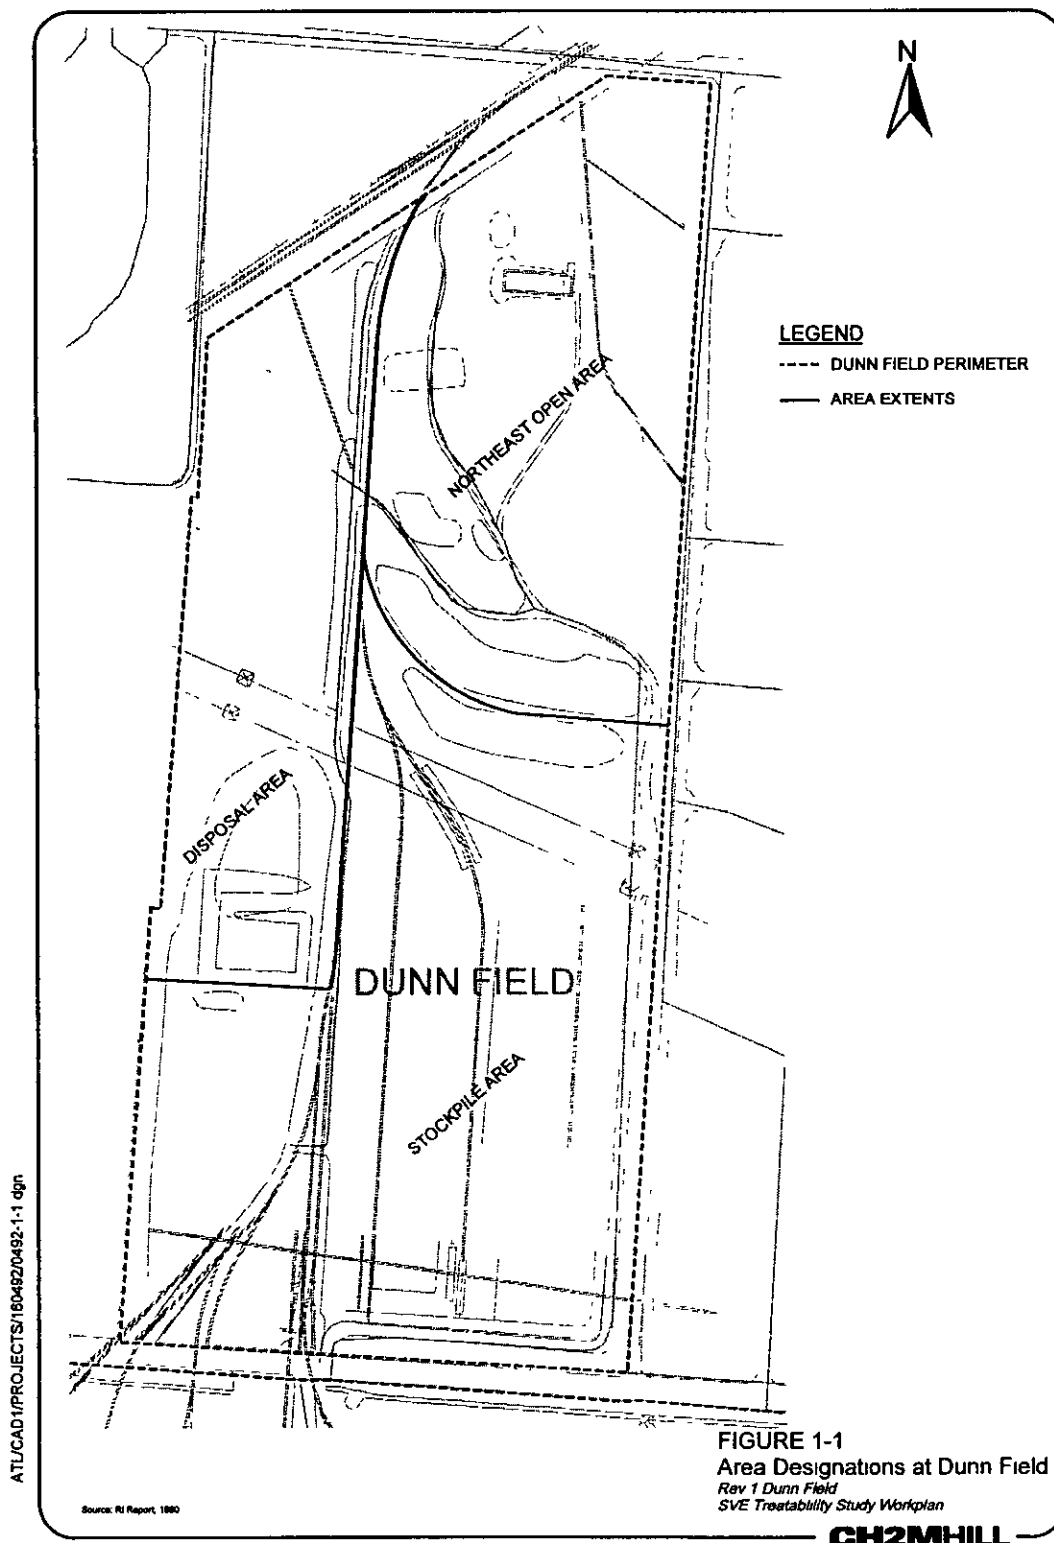 N
LEGEND
DUNN FIELD PERIMETER
AREA EXTENTS
NORTHEAST OPEN AREA
DISPOSAL AREA
DUNN FIELD
STOCKPILE AREA
ATL/CAD1/PROJECTS/160492/0492-1-1 dgn
FIGURE 1-1
Area Designations at Dunn Field
Rev 1 Dunn Field
SVE Treatability Study Workplan
Source: RI Report, 1990
CH2MHILL